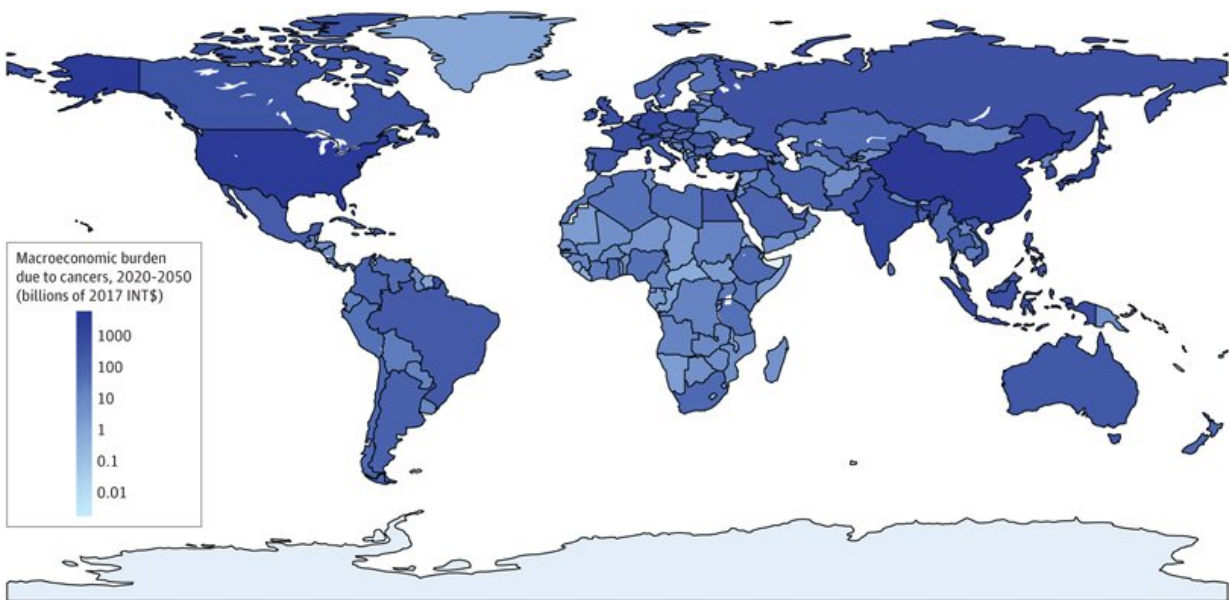 Macroeconomic burden
due to cancers, 2020-2050
(billions of 2017 INT$)
1000
100
10
1
0.1
0.01